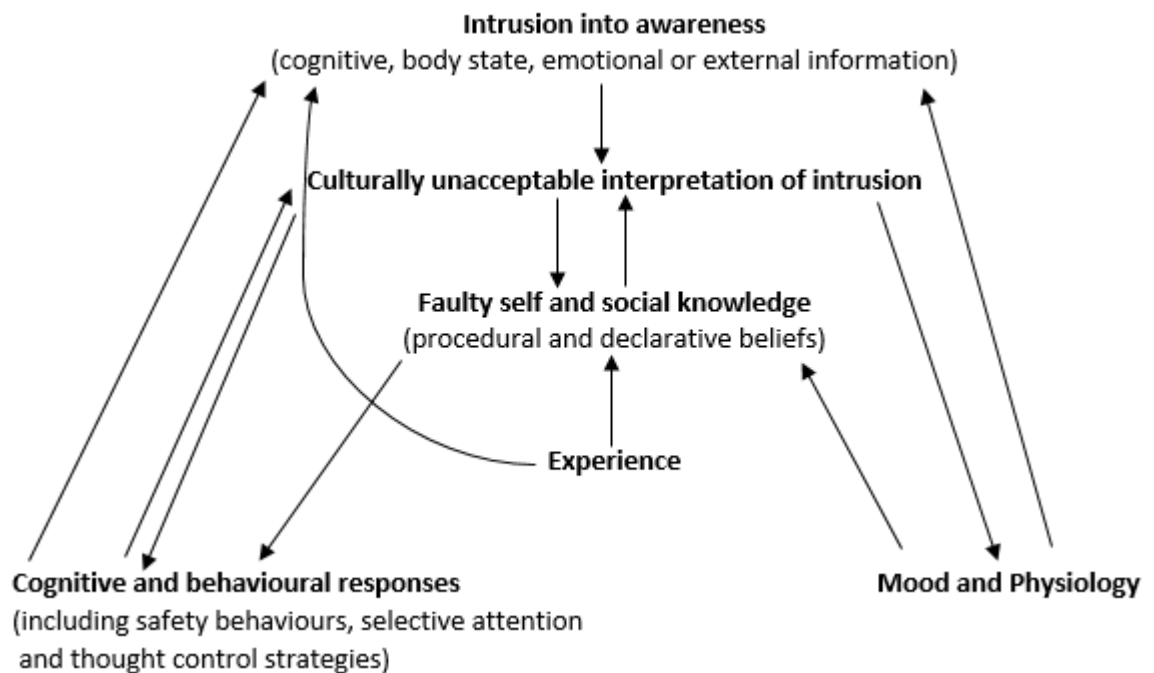 Intrusion into awareness
(cognitive, body state, emotional or external information)
Culturally unacceptable interpretation of intrusion
Faulty self and social knowledge
(procedural and declarative beliefs)
Experience
Cognitive and behavioural responses
(including safety behaviours, selective attention
and thought control strategies)
Mood and Physiology